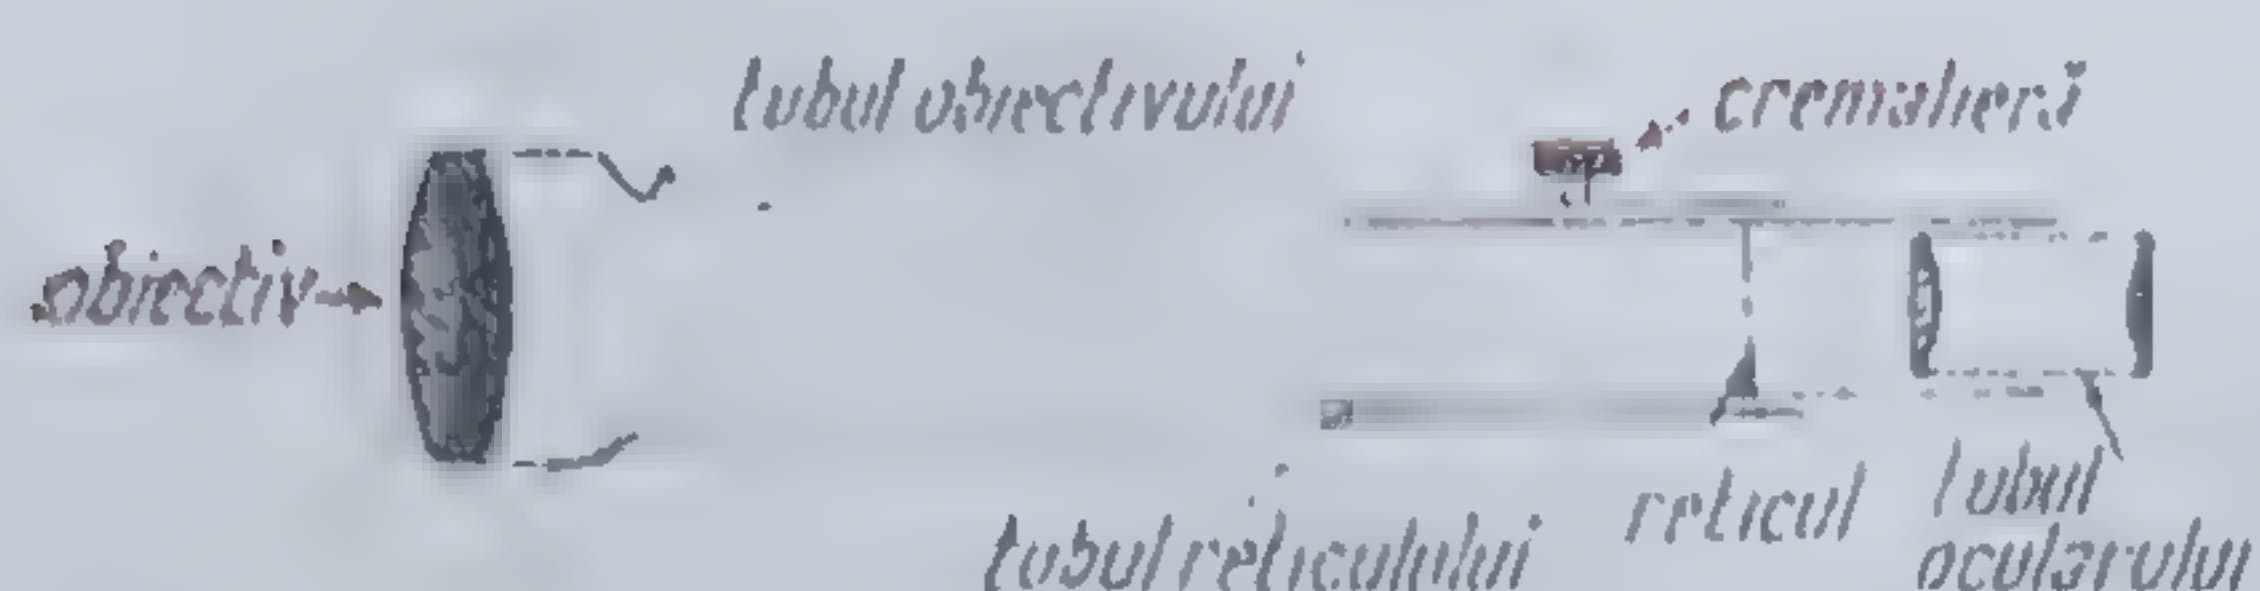 tubul obiectivului
cremalieră
obiectiv
reticul
tubul
ocularului
tubul reticulului